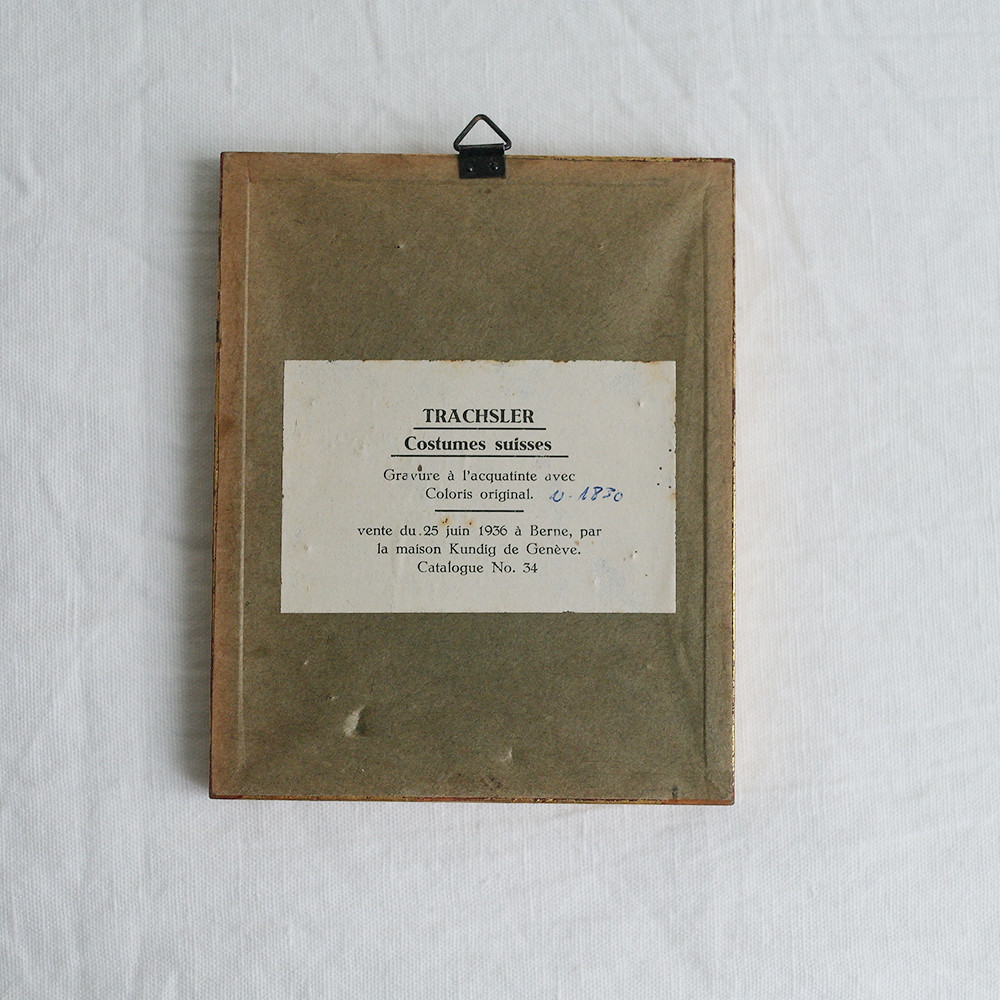 TRACHSLER
Costumes suisses
Gravure à l'acquatinte avec
Coloris original. 1830
vente du 25 juin 1936 à Berne, par
la maison Kundig de Genève.
Catalogue No. 34